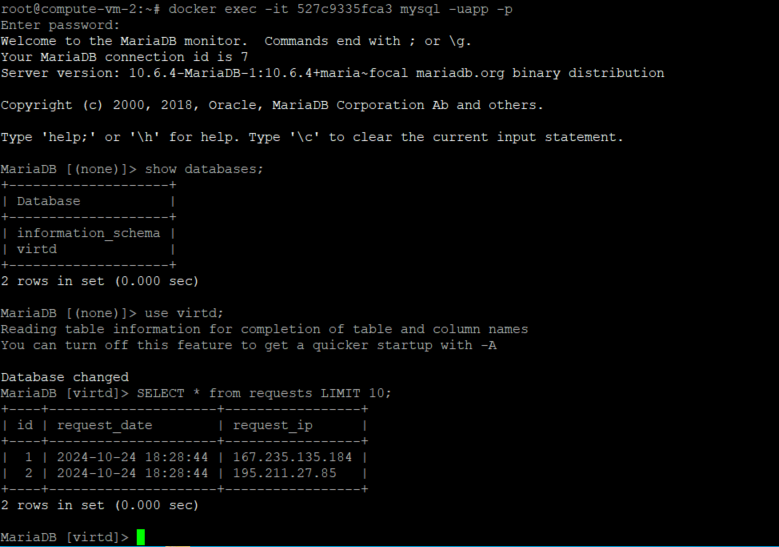 root@compute-vm-2:~# docker exec -it 527c9335fca3 mysql -uapp -p
Enter password:
Welcome to the MariaDB monitor.  Commands end with ; or \g.
Your MariaDB connection id is 7
Server version: 10.6.4-MariaDB-1:10.6.4+maria~focal mariadb.org binary distribution

Copyright (c) 2000, 2018, Oracle, MariaDB Corporation Ab and others.

Type 'help;' or '\h' for help. Type '\c' to clear the current input statement.

MariaDB [(none)]> show databases;
+--------------------+
| Database           |
+--------------------+
| information_schema |
| virtd              |
+--------------------+
2 rows in set (0.000 sec)

MariaDB [(none)]> use virtd;
Reading table information for completion of table and column names
You can turn off this feature to get a quicker startup with -A

Database changed
MariaDB [virtd]> SELECT * from requests LIMIT 10;
+----+---------------------+-----------------+
| id | request_date        | request_ip      |
+----+---------------------+-----------------+
|  1 | 2024-10-24 18:28:44 | 167.235.135.184 |
|  2 | 2024-10-24 18:28:44 | 195.211.27.85   |
+----+---------------------+-----------------+
2 rows in set (0.000 sec)

MariaDB [virtd]>